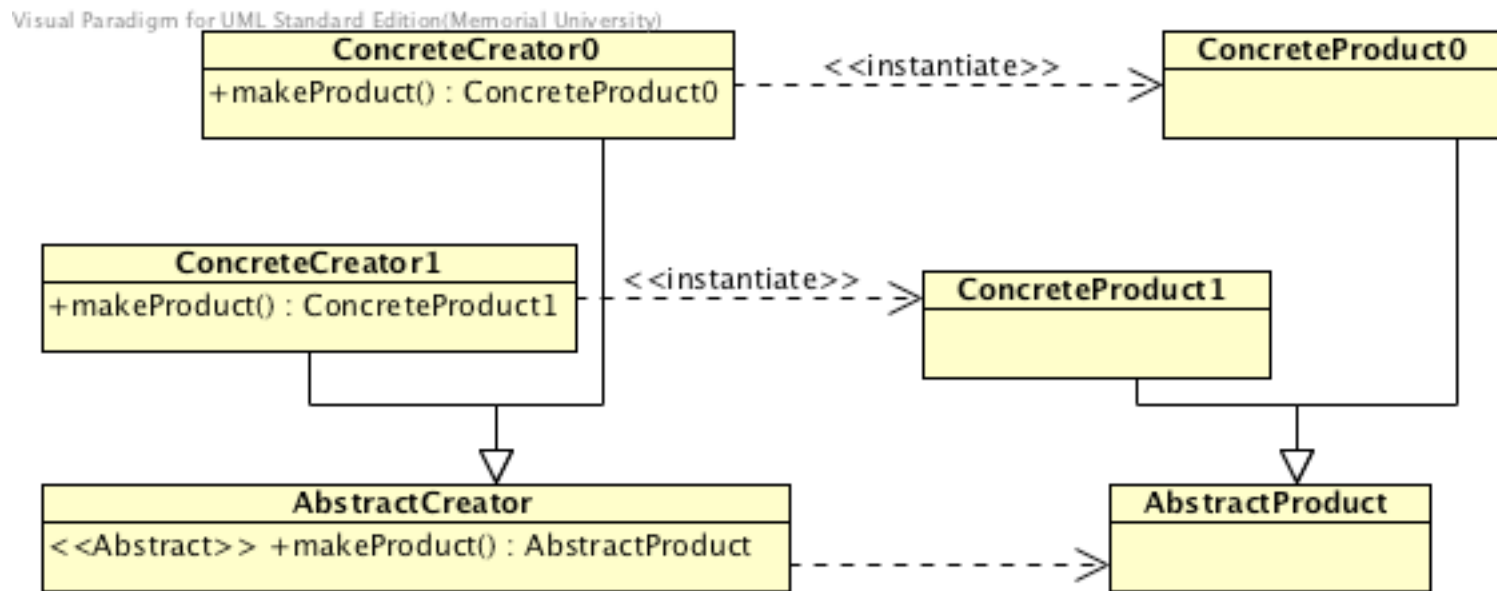 Visual Paradigm for UML Standard Edition(Memorial University)
ConcreteCreator0
+makeProduct() : ConcreteProduct0
<<instantiate>>
ConcreteProduct0
ConcreteCreator1
+makeProduct() : ConcreteProduct1
<<instantiate>>
ConcreteProduct1
AbstractCreator
<<Abstract>> +makeProduct() : AbstractProduct
AbstractProduct